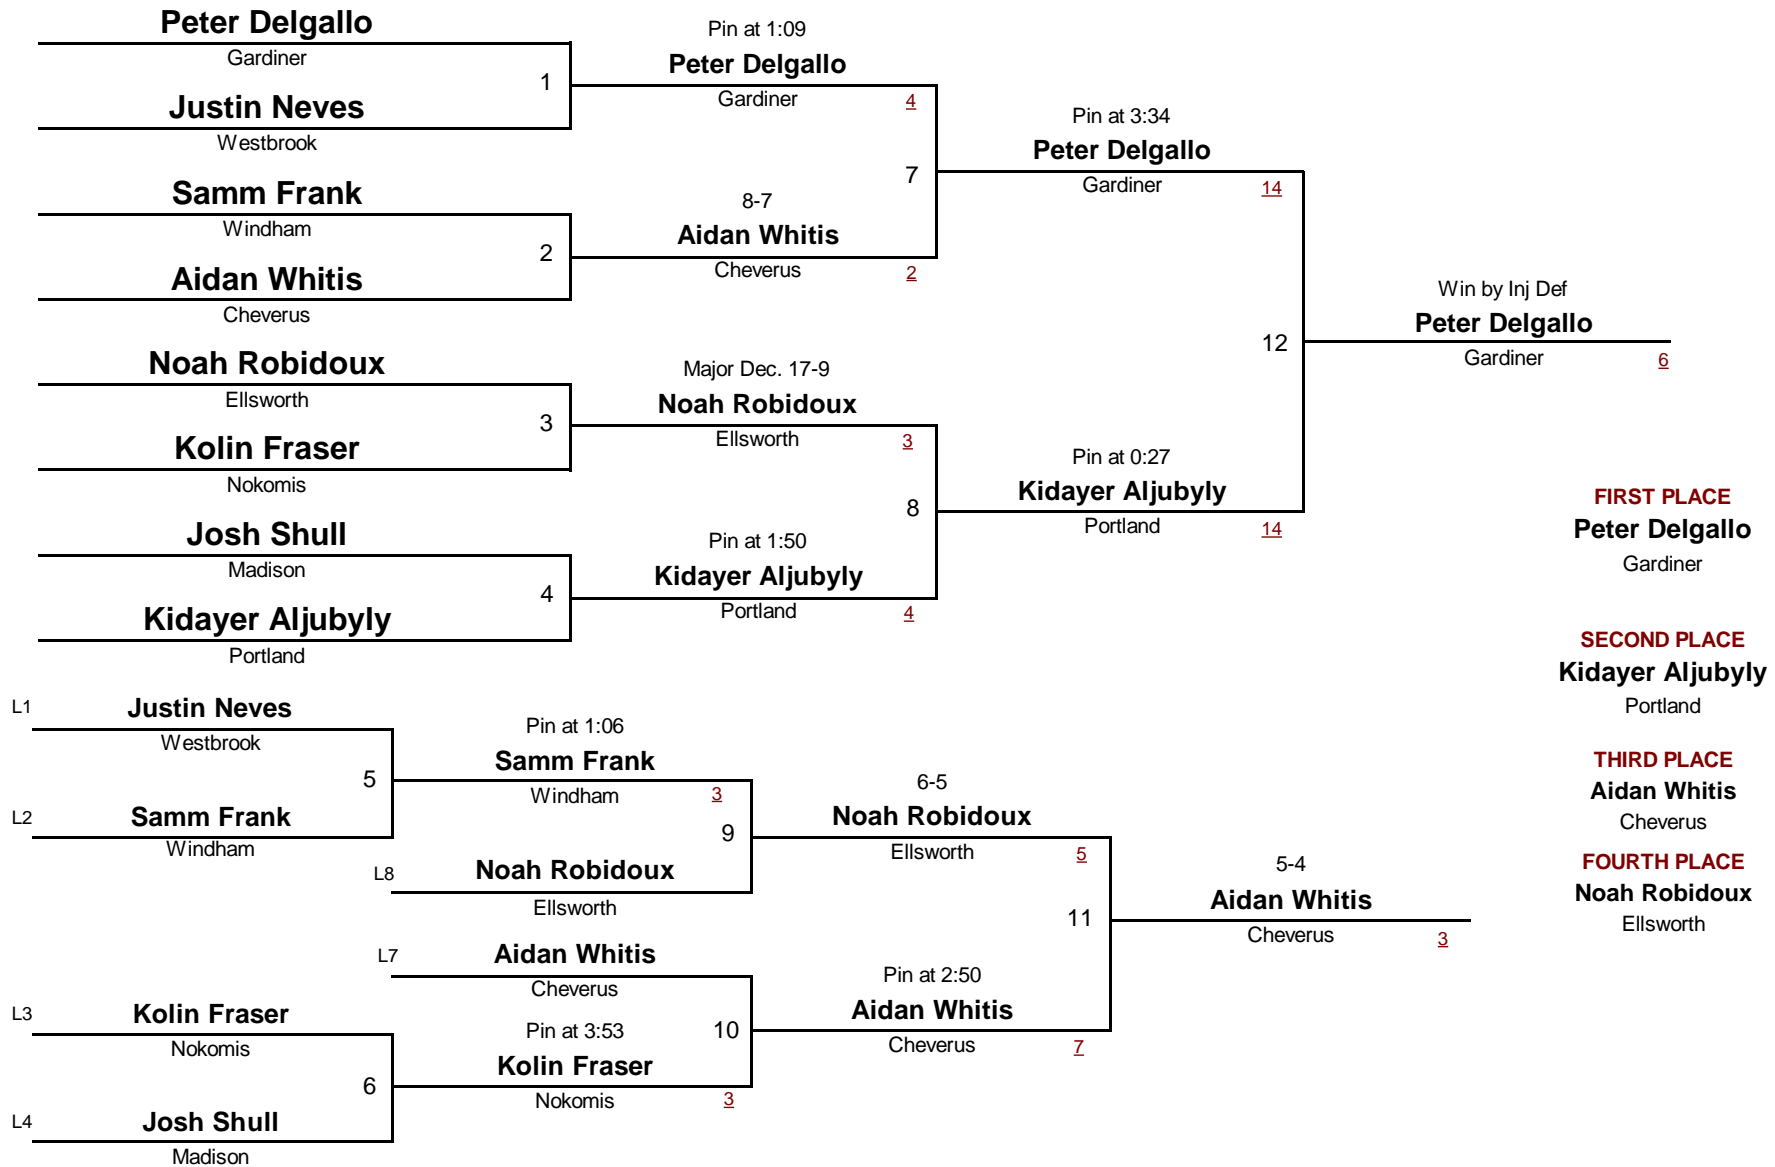 Peter Delgallo
Gardiner
1
Justin Neves
Westbrook
Samm Frank
Windham
2
Aidan Whitis
Cheverus
Noah Robidoux
Ellsworth
3
Kolin Fraser
Nokomis
Josh Shull
Madison
4
Kidayer Aljubyly
Portland
Pin at 1:09
Peter Delgallo
Gardiner
4
7
8-7
Aidan Whitis
Cheverus
2
Major Dec. 17-9
Noah Robidoux
Ellsworth
3
8
Pin at 1:50
Kidayer Aljubyly
Portland
4
Pin at 3:34
Peter Delgallo
Gardiner
14
12
Pin at 0:27
Kidayer Aljubyly
Portland
14
Win by Inj Def
Peter Delgallo
Gardiner
6
FIRST PLACE
Peter Delgallo
Gardiner
SECOND PLACE
Kidayer Aljubyly
Portland
THIRD PLACE
Aidan Whitis
Cheverus
FOURTH PLACE
Noah Robidoux
Ellsworth
L1
Justin Neves
Westbrook
5
L2
Samm Frank
Windham
L3
Kolin Fraser
Nokomis
6
L4
Josh Shull
Madison
Pin at 1:06
Samm Frank
Windham
3
9
L8
Noah Robidoux
Ellsworth
L7
Aidan Whitis
Cheverus
10
Pin at 3:53
Kolin Fraser
Nokomis
3
6-5
Noah Robidoux
Ellsworth
5
11
Pin at 2:50
Aidan Whitis
Cheverus
7
5-4
Aidan Whitis
Cheverus
3